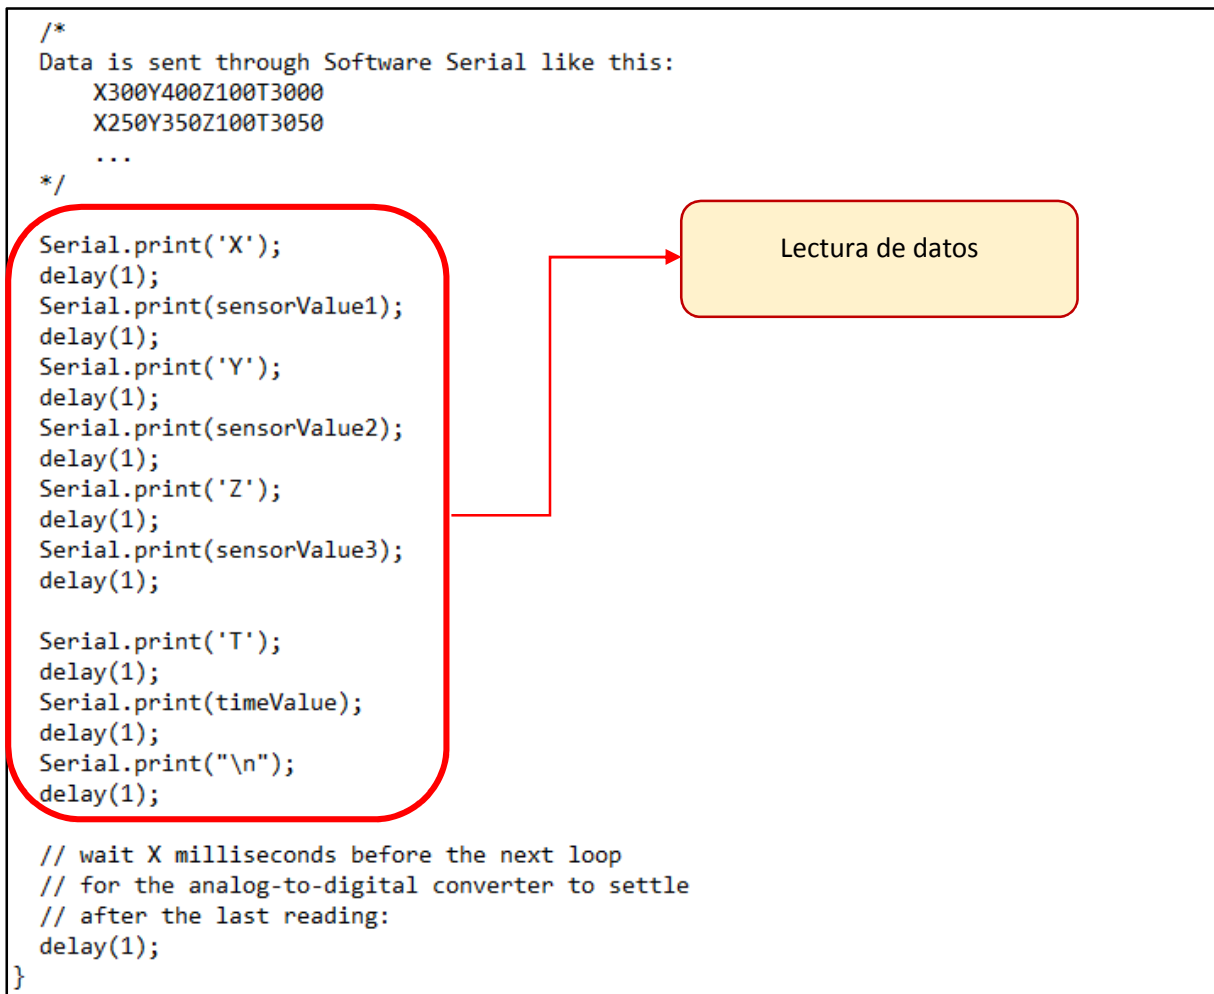 /*
Data is sent through Software Serial like this:
X300Y400Z100T3000
X250Y350Z100T3050
...
*/
Serial.print('X');
delay(1);
Serial.print(sensorValue1);
delay(1);
Serial.print('Y');
delay(1);
Serial.print(sensorValue2);
delay(1);
Serial.print('Z');
delay(1);
Serial.print(sensorValue3);
delay(1);
Serial.print('T');
delay(1);
Serial.print(timeValue);
delay(1);
Serial.print("\n");
delay(1);
// wait X milliseconds before the next loop
// for the analog-to-digital converter to settle
// after the last reading:
delay(1);
}
Lectura de datos